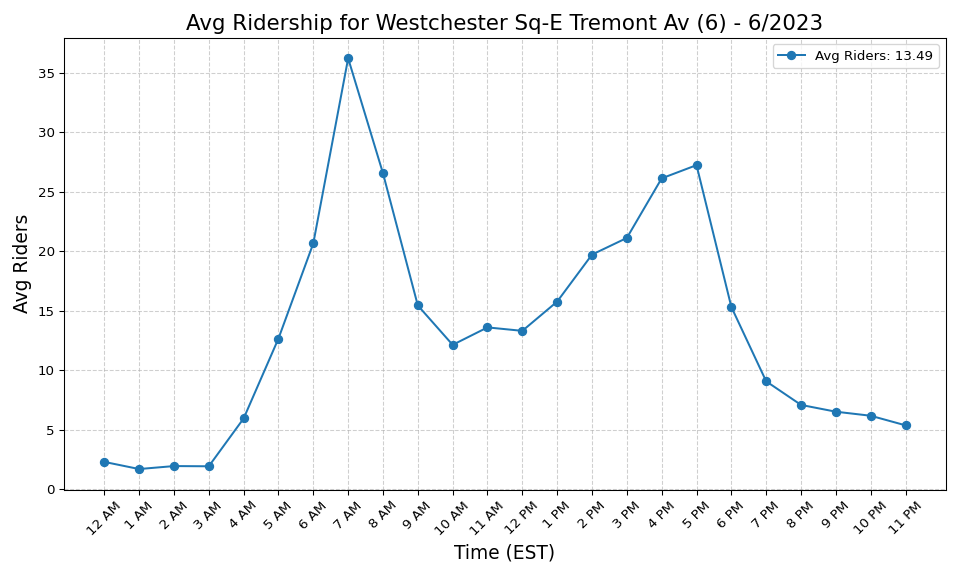 Avg Ridership for Westchester Sq-E Tremont Av (6) - 6/2023
Avg Riders: 13.49
Avg Riders
35
30
25
20
15
10
5
0
12 AM
1 AM
2 AM
3 AM
4 AM
5 AM
6 AM
7 AM
8 AM
9 AM
10 AM
11 AM
12 PM
1 PM
2 PM
3 PM
4 PM
5 PM
6 PM
7 PM
8 PM
9 PM
10 PM
11 PM
Time (EST)